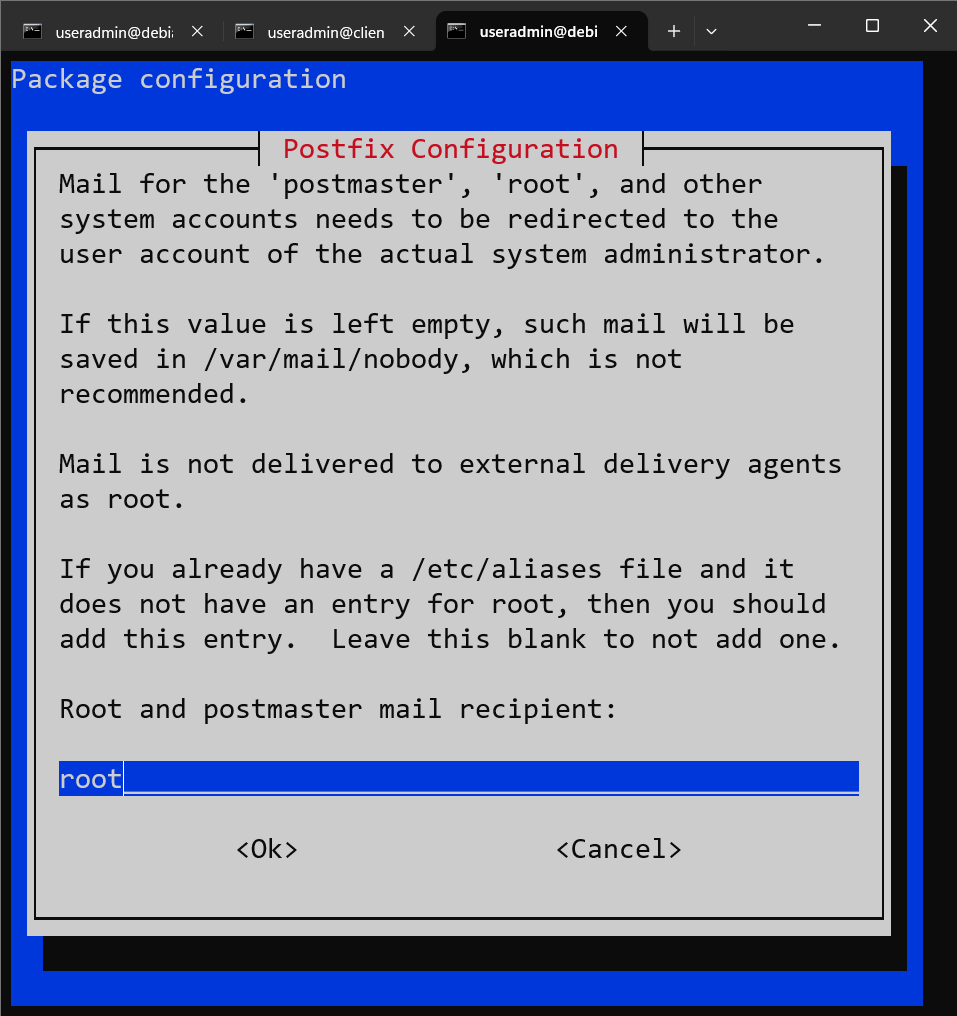 useradmin@debi
useradmin@clien
useradmin@debi
Package configuration
Postfix Configuration
Mail for the 'postmaster', 'root', and other
system accounts needs to be redirected to the
user account of the actual system administrator.
If this value is left empty, such mail will be
saved in /var/mail/nobody, which is not
recommended.
Mail is not delivered to external delivery agents
as root.
If you already have a /etc/aliases file and it
does not have an entry for root, then you should
add this entry.  Leave this blank to not add one.
Root and postmaster mail recipient:
root
<Ok> <Cancel>